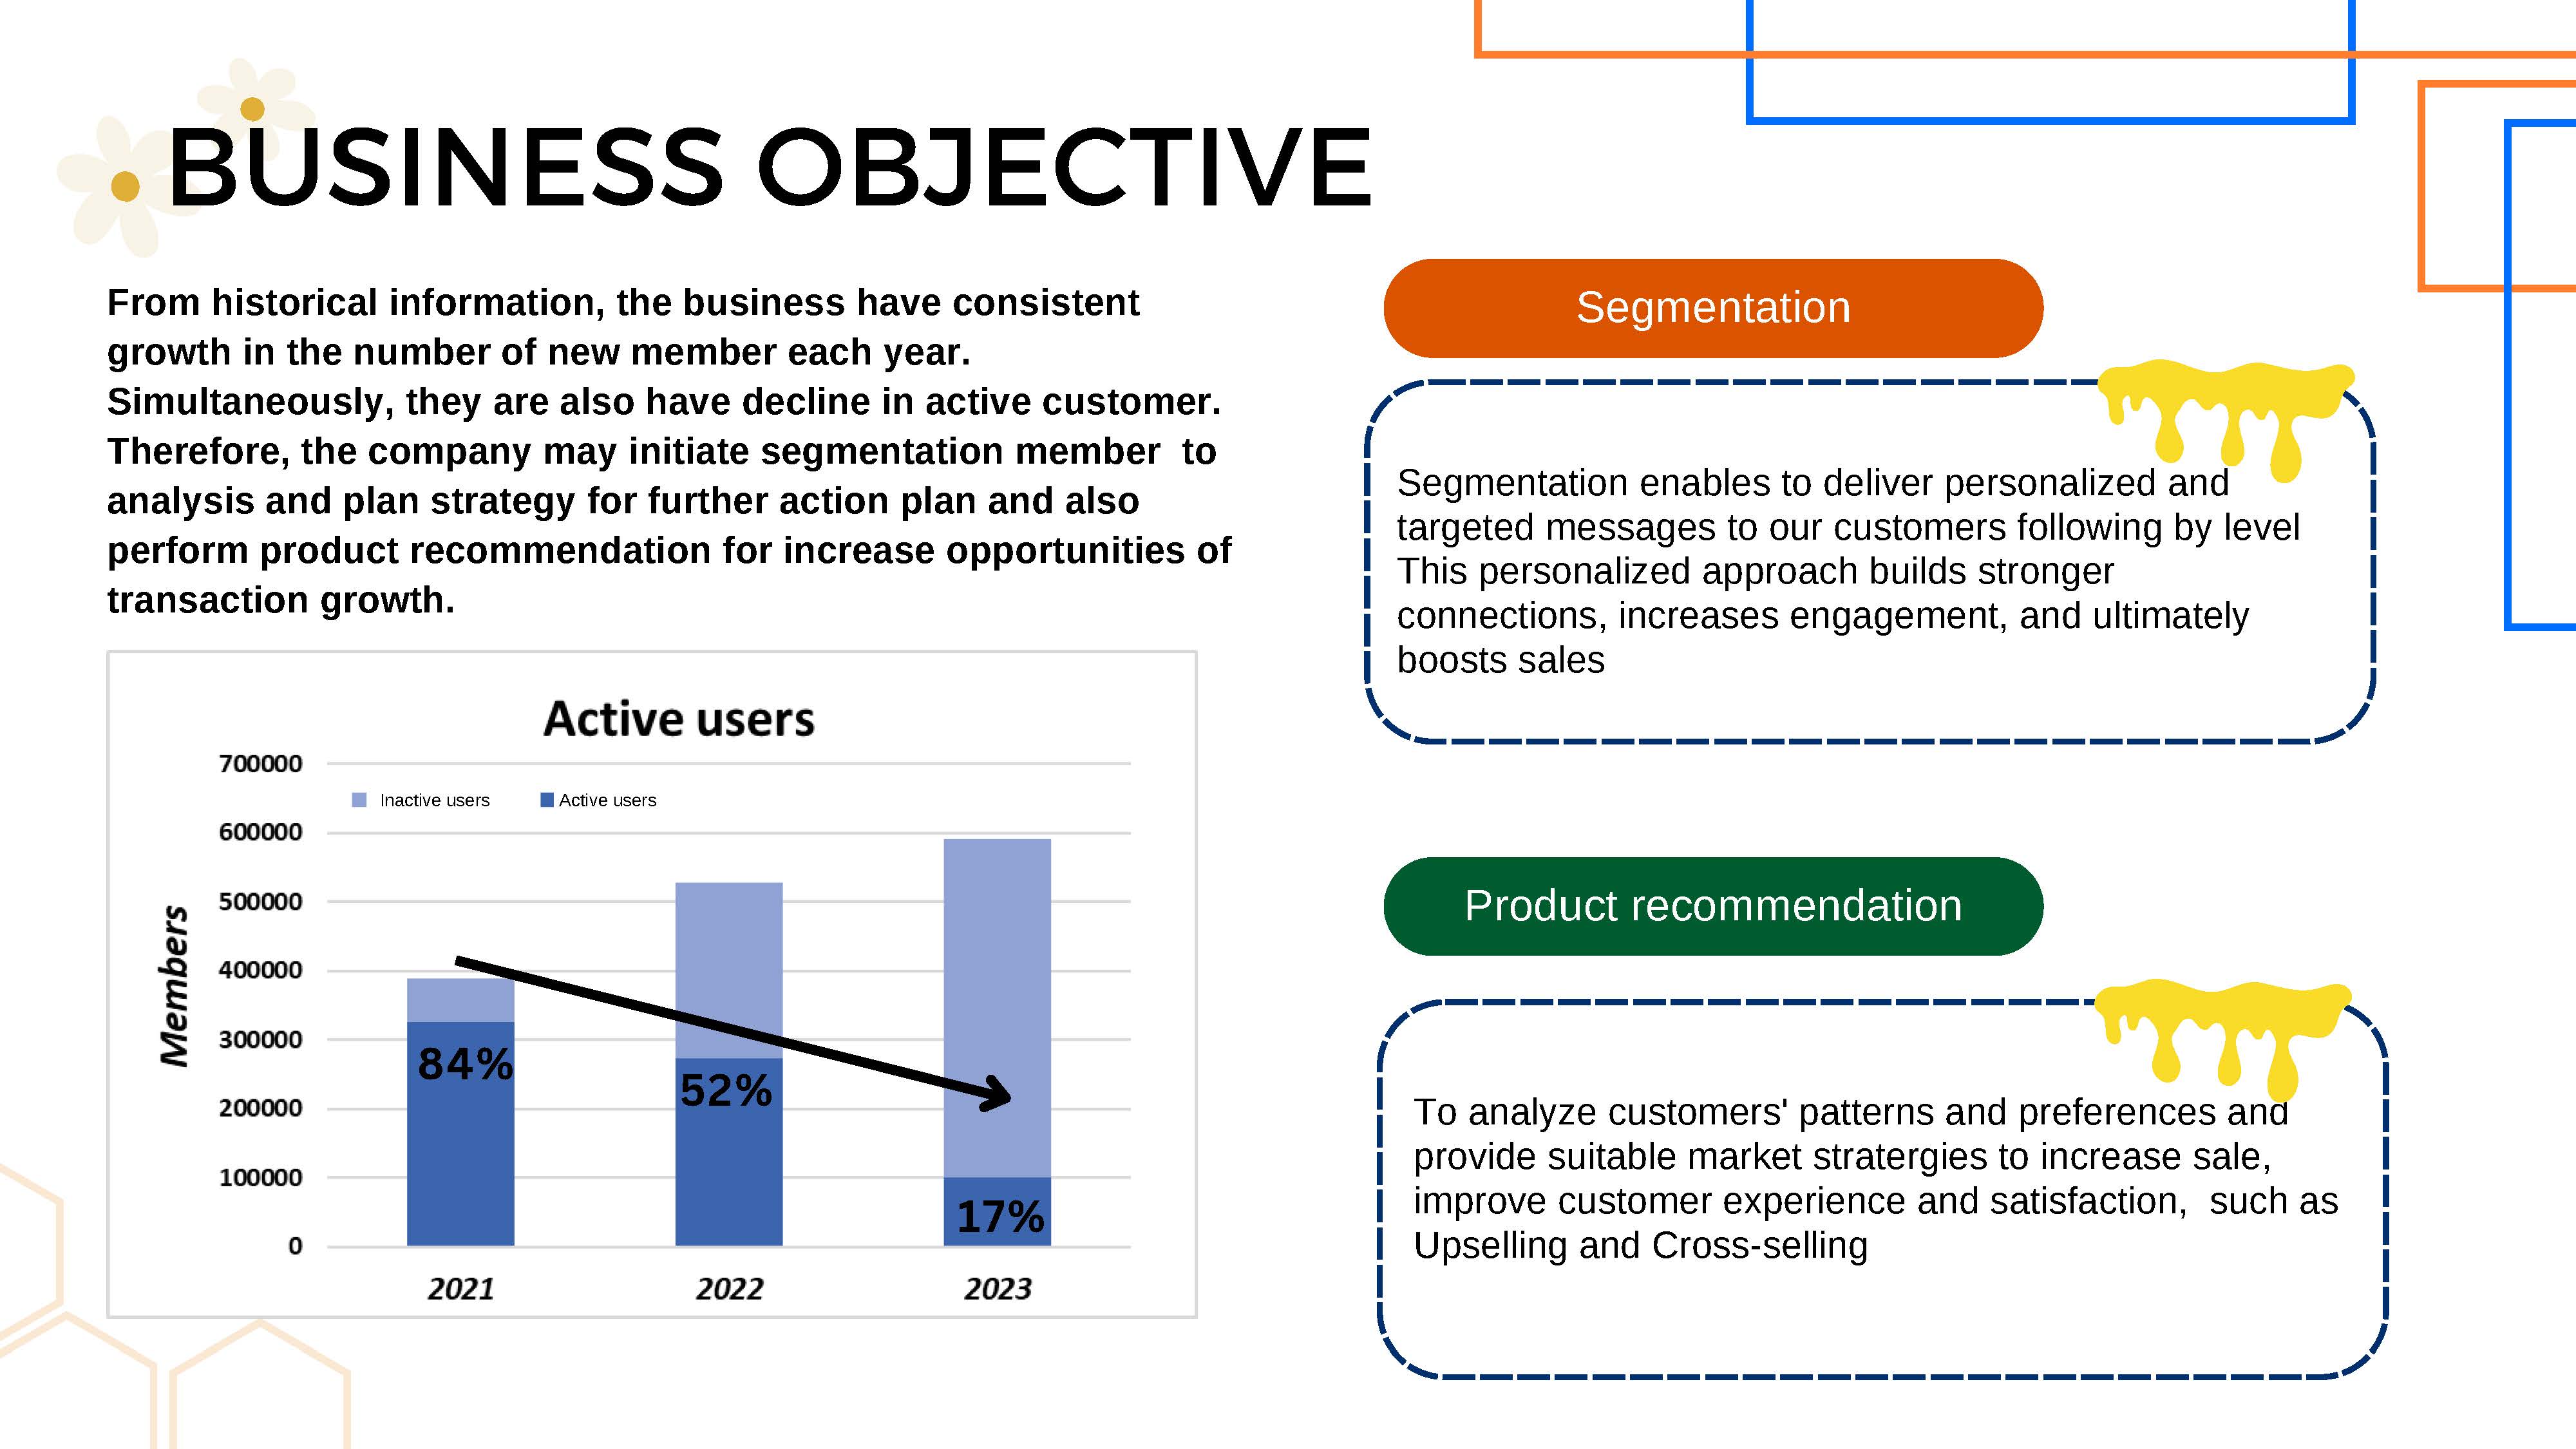 BUSINESS OBJECTIVE
From historical information, the business have consistent
growth in the number of new member each year.
Simultaneously, they are also have decline in active customer.
Therefore, the company may initiate segmentation member  to
analysis and plan strategy for further action plan and also
perform product recommendation for increase opportunities of
transaction growth.
Active users
700000
Inactive users
Active users
600000
500000
400000
300000
200000
100000
0
Members
84%
52%
17%
2021
2022
2023
Segmentation
Segmentation enables to deliver personalized and
targeted messages to our customers following by level
This personalized approach builds stronger
connections, increases engagement, and ultimately
boosts sales
Product recommendation
To analyze customers' patterns and preferences and
provide suitable market stratergies to increase sale,
improve customer experience and satisfaction,  such as
Upselling and Cross-selling